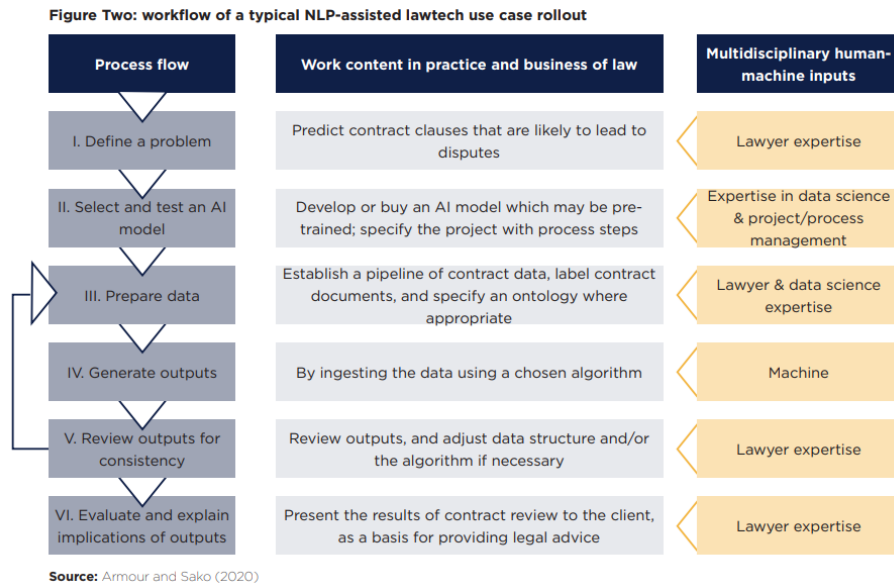 Figure Two: workflow of a typical NLP-assisted lawtech use case rollout
Process flow
Work content in practice and business of law
Multidisciplinary human-
machine inputs
I. Define a problem
Predict contract clauses that are likely to lead to
disputes
Lawyer expertise
II. Select and test an AI
model
Develop or buy an AI model which may be pre-
trained; specify the project with process steps
Expertise in data science
& project/process
management
III. Prepare data
Establish a pipeline of contract data, label contract
documents, and specify an ontology where
appropriate
Lawyer & data science
expertise
IV. Generate outputs
By ingesting the data using a chosen algorithm
Machine
V. Review outputs for
consistency
Review outputs, and adjust data structure and/or
the algorithm if necessary
Lawyer expertise
VI. Evaluate and explain
implications of outputs
Present the results of contract review to the client,
as a basis for providing legal advice
Lawyer expertise
Source: Armour and Sako (2020)